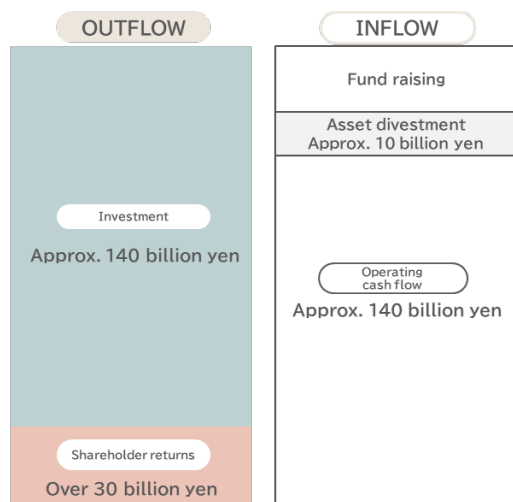 OUTFLOW
Investment
Approx. 140 billion yen
Shareholder returns
Over 30 billion yen
INFLOW
Fund raising
Asset divestment
Approx. 10 billion yen
Operating
cash flow
Approx. 140 billion yen